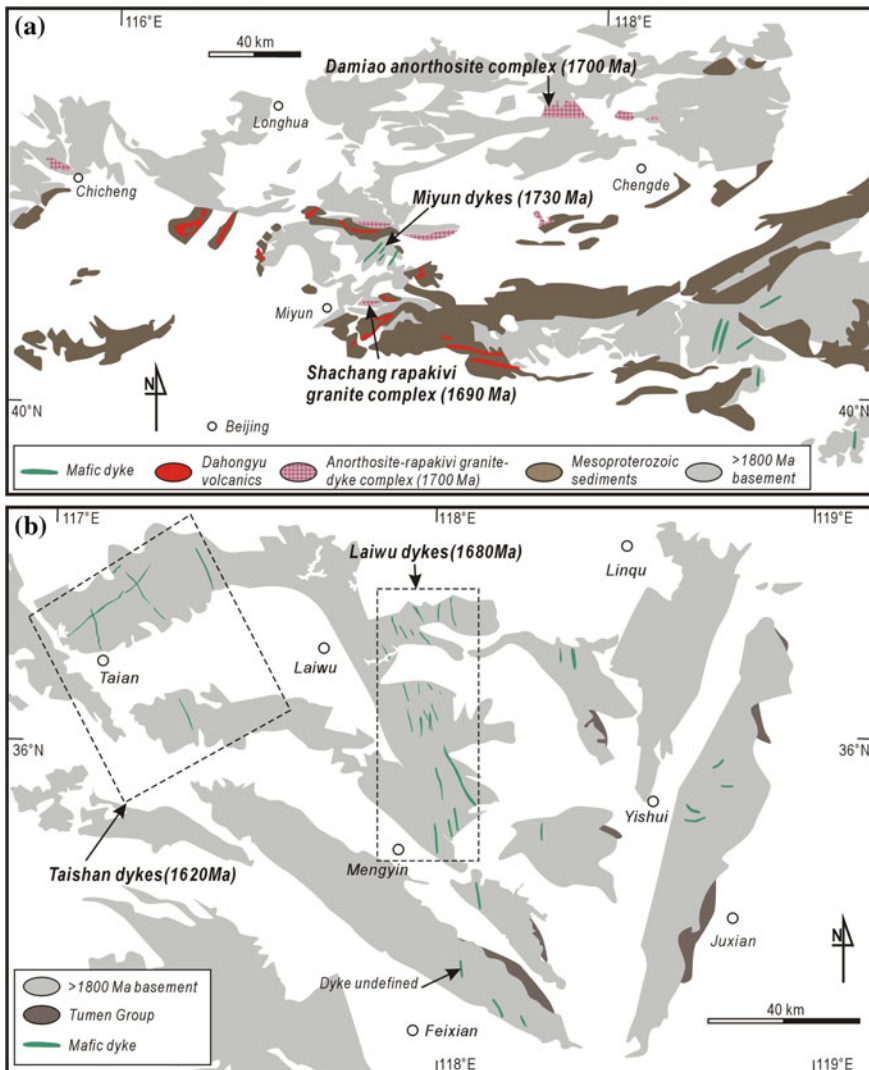 (a)
116°E
118°E
40 km
Damiao anorthosite complex (1700 Ma)
Longhua
Chicheng
Chengde
Miyun dykes (1730 Ma)
Miyun
Shachang rapakivi
granite complex (1690 Ma)
N
40°N
40°N
Beijing
Mafic dyke
Dahongyu
volcanics
Anorthosite-rapakivi granite-
dyke complex (1700 Ma)
Mesoproterozoic
sediments
>1800 Ma
basement
(b)
117°E
118°E
119°E
Laiwu dykes(1680Ma)
Linqu
Taian
Laiwu
36°N
36°N
Yishui
Taishan dykes(1620Ma)
Mengyin
Juxian
N
>1800 Ma basement
Tumen Group
Mafic dyke
Dyke undefined
Feixian
40 km
118°E
119°E